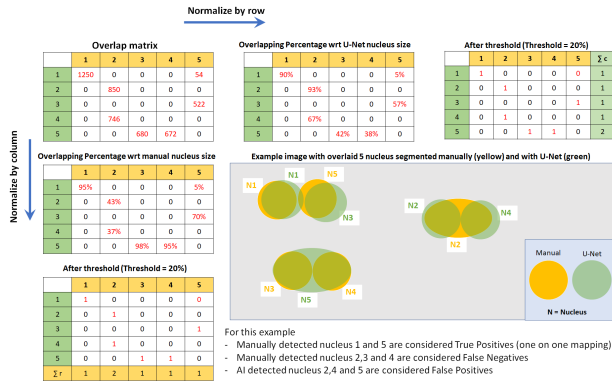 Normalize by row
Overlap matrix
1 2 3 4 5
1 1250 0 0 0 54
2 0 850 0 0 0
3 0 0 0 0 522
4 0 746 0 0 0
5 0 0 680 672 0
Overlapping Percentage wrt U-Net nucleus size
1 2 3 4 5
1 90% 0 0 0 5%
2 0 93% 0 0 0
3 0 0 0 0 57%
4 0 67% 0 0 0
5 0 0 42% 38% 0
After threshold (Threshold = 20%)
1 2 3 4 5 ∑ c
1 1 0 0 0 0 1
2 0 1 0 0 0 1
3 0 0 0 0 1 1
4 0 1 0 0 0 1
5 0 0 1 1 0 2
Normalize by column
Overlapping Percentage wrt manual nucleus size
1 2 3 4 5
1 95% 0 0 0 5%
2 0 43% 0 0 0
3 0 0 0 0 70%
4 0 37% 0 0 0
5 0 0 98% 95% 0
After threshold (Threshold = 20%)
1 2 3 4 5
1 1 0 0 0 0
2 0 1 0 0 0
3 0 0 0 0 1
4 0 1 0 0 0
5 0 0 1 1 0
∑ r 1 2 1 1 1
Example image with overlaid 5 nucleus segmented manually (yellow) and with U-Net (green)
N1 N1 N5
N3
N2 N4
N2
N3 N5 N4
Manual U-Net
N = Nucleus
For this example
- Manually detected nucleus 1 and 5 are considered True Positives (one on one mapping)
- Manually detected nucleus 2,3 and 4 are considered False Negatives
- AI detected nucleus 2,4 and 5 are considered False Positives